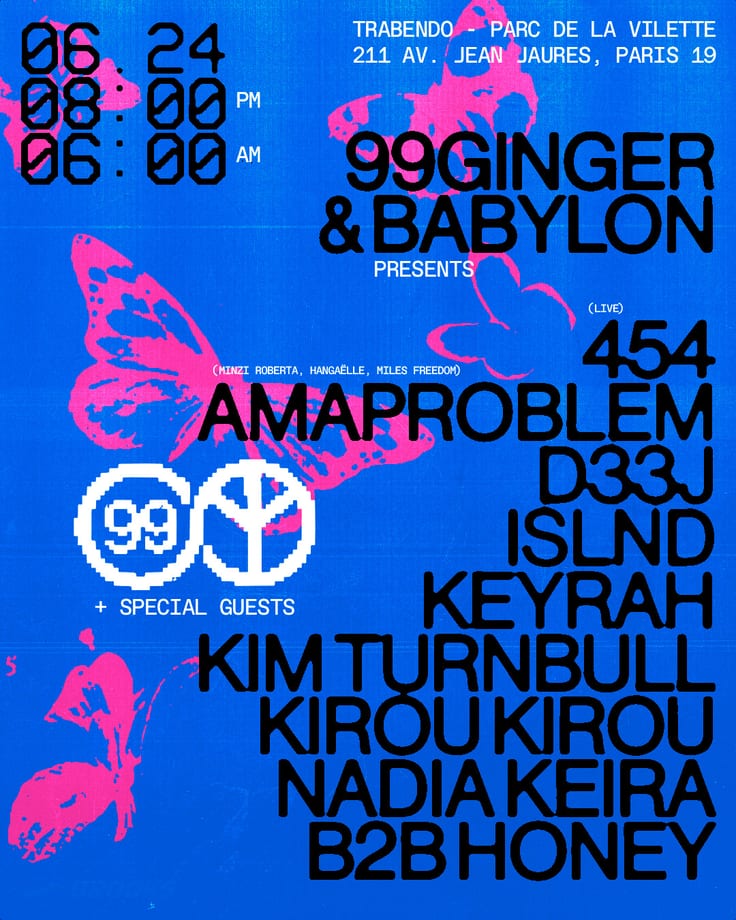 06.24
08:00 PM
06:00 AM
TRABENDO - PARC DE LA VILETTE
211 AV. JEAN JAURES, PARIS 19
99GINGER
& BABYLON
PRESENTS
(LIVE)
454
(MINZI ROBERTA, HANGAËLLE, MILES FREEDOM)
AMAPROBLEM
D33J
ISLND
KEYRAH
KIM TURNBULL
KIROU KIROU
NADIA KEIRA
B2B HONEY
99
+ SPECIAL GUESTS
5